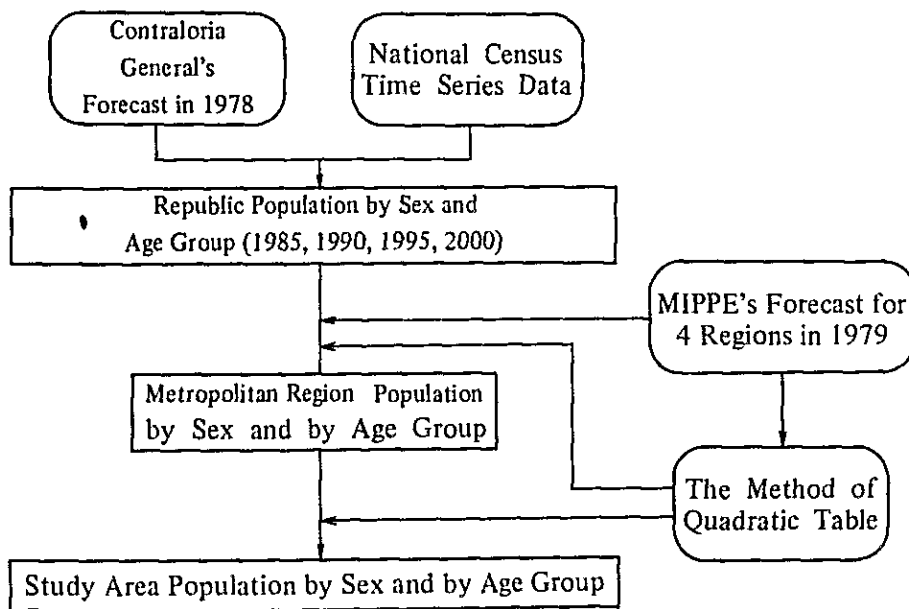 Contraloria
General's
Forecast in 1978
National Census
Time Series Data
Republic Population by Sex and
Age Group (1985, 1990, 1995, 2000)
MIPPE's Forecast for
4 Regions in 1979
Metropolitan Region Population
by Sex and by Age Group
The Method of
Quadratic Table
Study Area Population by Sex and by Age Group